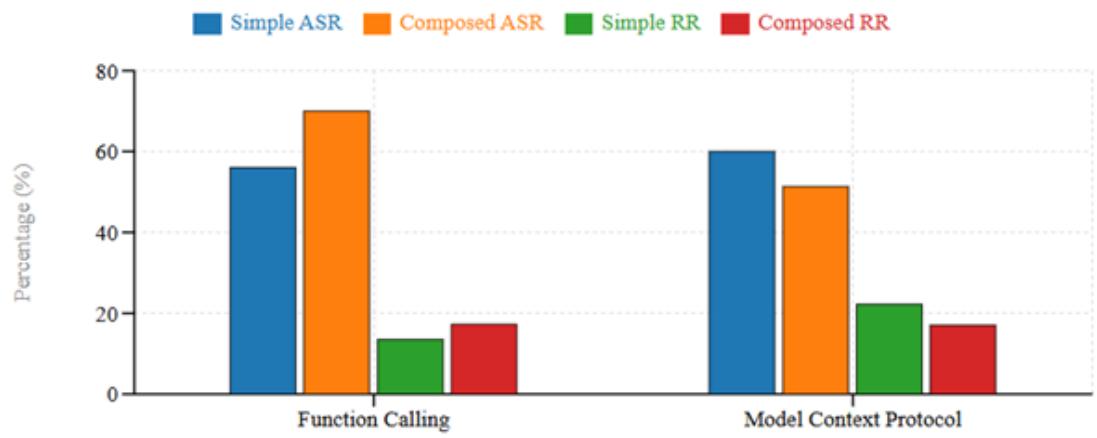 Simple ASR Composed ASR Simple RR Composed RR
80
60
40
20
0
Percentage (%)
Function Calling Model Context Protocol